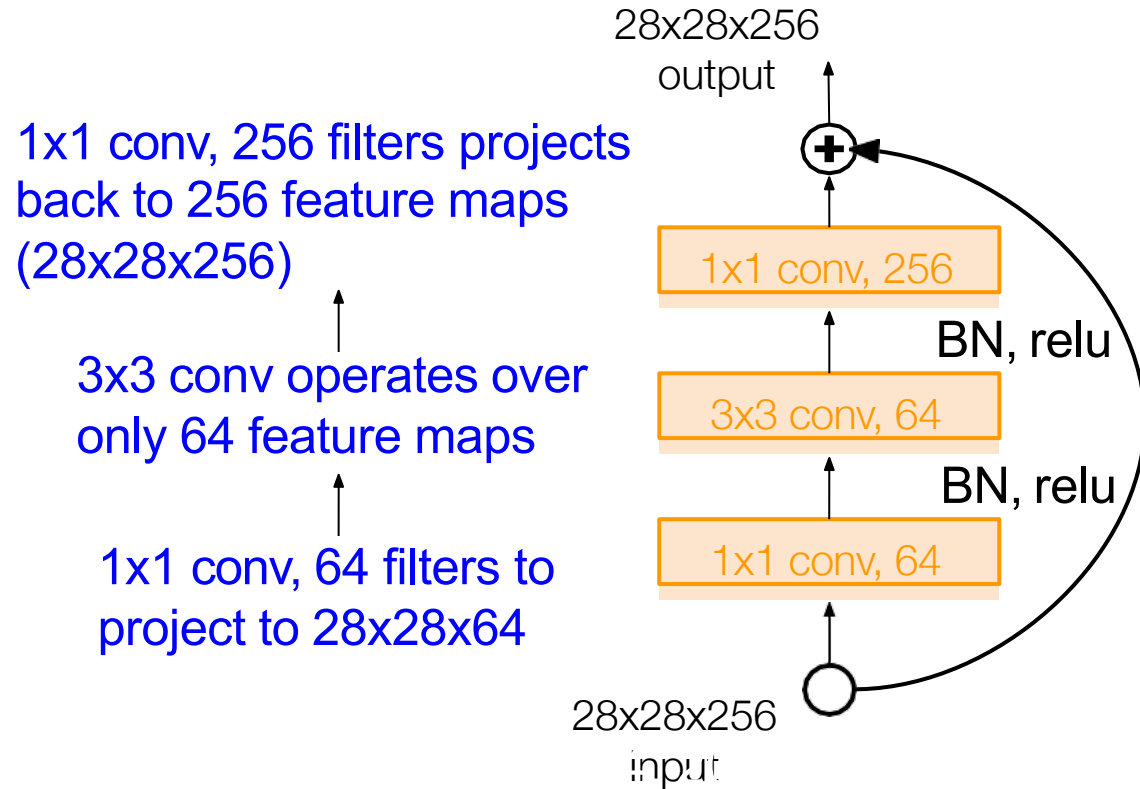 28x28x256
output
1x1 conv, 256 filters projects
back to 256 feature maps
(28x28x256)
1x1 conv, 256
BN, relu
3x3 conv operates over
only 64 feature maps
3x3 conv, 64
BN, relu
1x1 conv, 64 filters to
project to 28x28x64
1x1 conv, 64
28x28x256
input